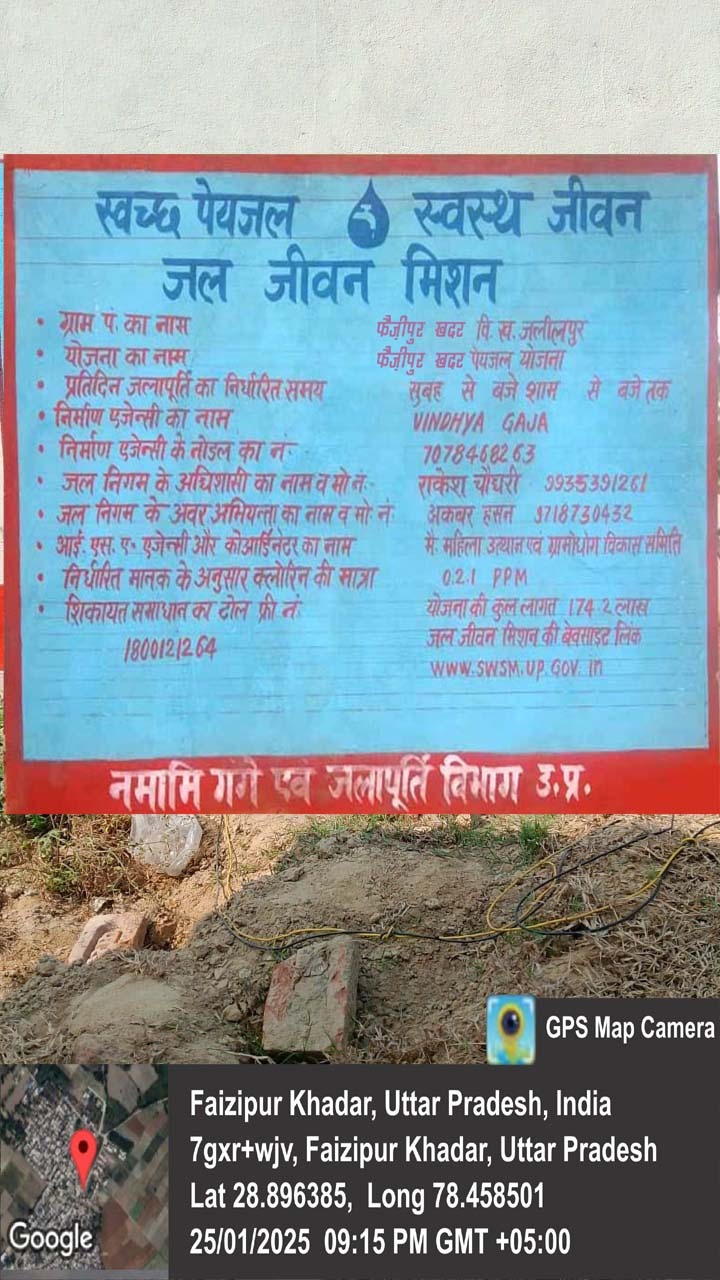 स्वच्छ पेयजल स्वस्थ जीवन
जल जीवन मिशन
• ग्राम पं. का नाम फैज़ीपुर खदर वि. ख. जलीलपुर
• योजना का नाम फैज़ीपुर खदर पेयजल योजना
• प्रतिदिन जलापूर्ति का निर्धारित समय सुबह से बजे शाम से बजे तक
• निर्माण एजेन्सी का नाम VINDHYA GAJA
• निर्माण एजेन्सी के नोडल का नं. 7078468263
• जल निगम के अधिशासी का नाम व मो नं. राकेश चौधरी 9935391261
• जल निगम के अवर अभियन्ता का नाम व मो. नं. अकबर हसन 9718730432
• आई. एस. ए. एजेन्सी और कोआर्डिनेटर का नाम मै. महिला उत्थान एवं ग्रामोधोग विकास समिति
• निर्धारित मानक के अनुसार क्लोरिन की मात्रा 0.2.1 PPM
• शिकायत समाधान का टोल फ्री नं. योजना की कुल लागत 174.2 लाख
1800121264 जल जीवन मिशन की बेवसाइट लिंक
www.swsm.up.gov.in
नमामि गंगे एवं जलापूर्ति विभाग उ.प्र.
GPS Map Camera
Faizipur Khadar, Uttar Pradesh, India
7gxr+wjv, Faizipur Khadar, Uttar Pradesh
Lat 28.896385, Long 78.458501
25/01/2025 09:15 PM GMT +05:00
Google